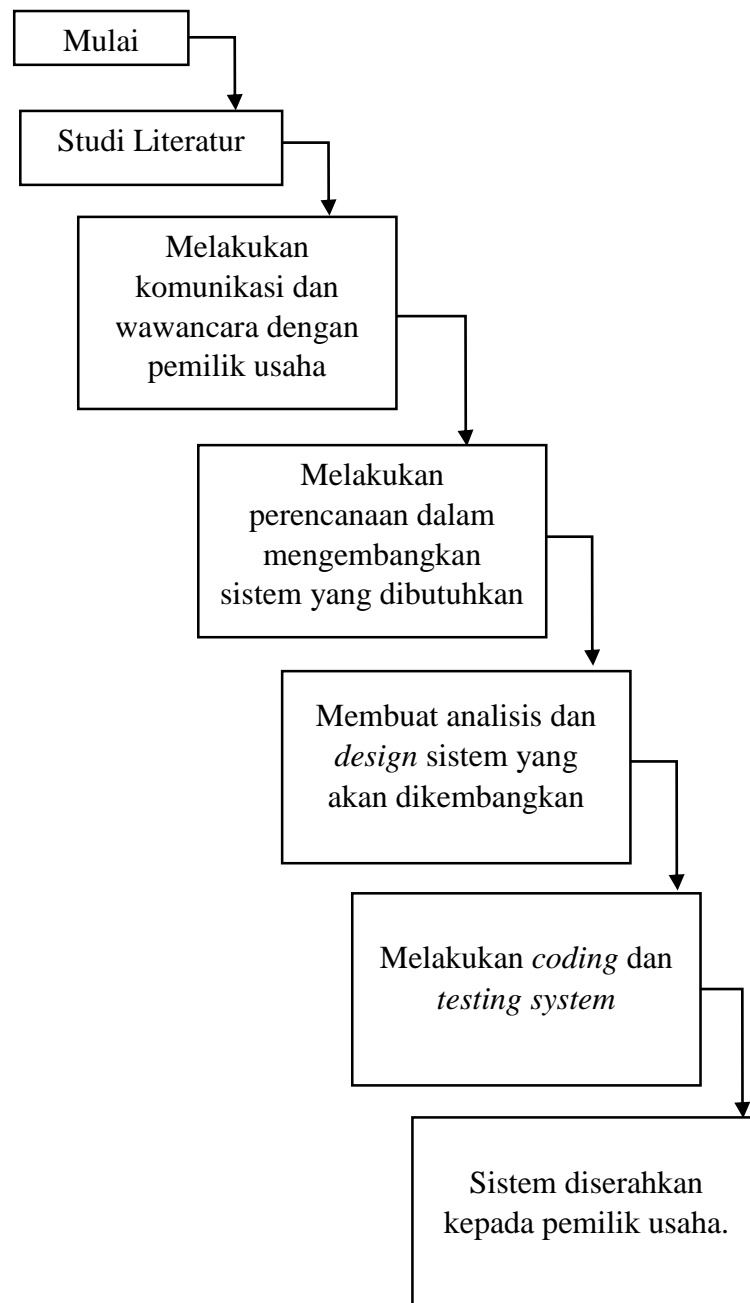 Mulai
Studi Literatur
Melakukan
komunikasi dan
wawancara dengan
pemilik usaha
Melakukan
perencanaan dalam
mengembangkan
sistem yang dibutuhkan
Membuat analisis dan
design sistem yang
akan dikembangkan
Melakukan coding dan
testing system
Sistem diserahkan
kepada pemilik usaha.